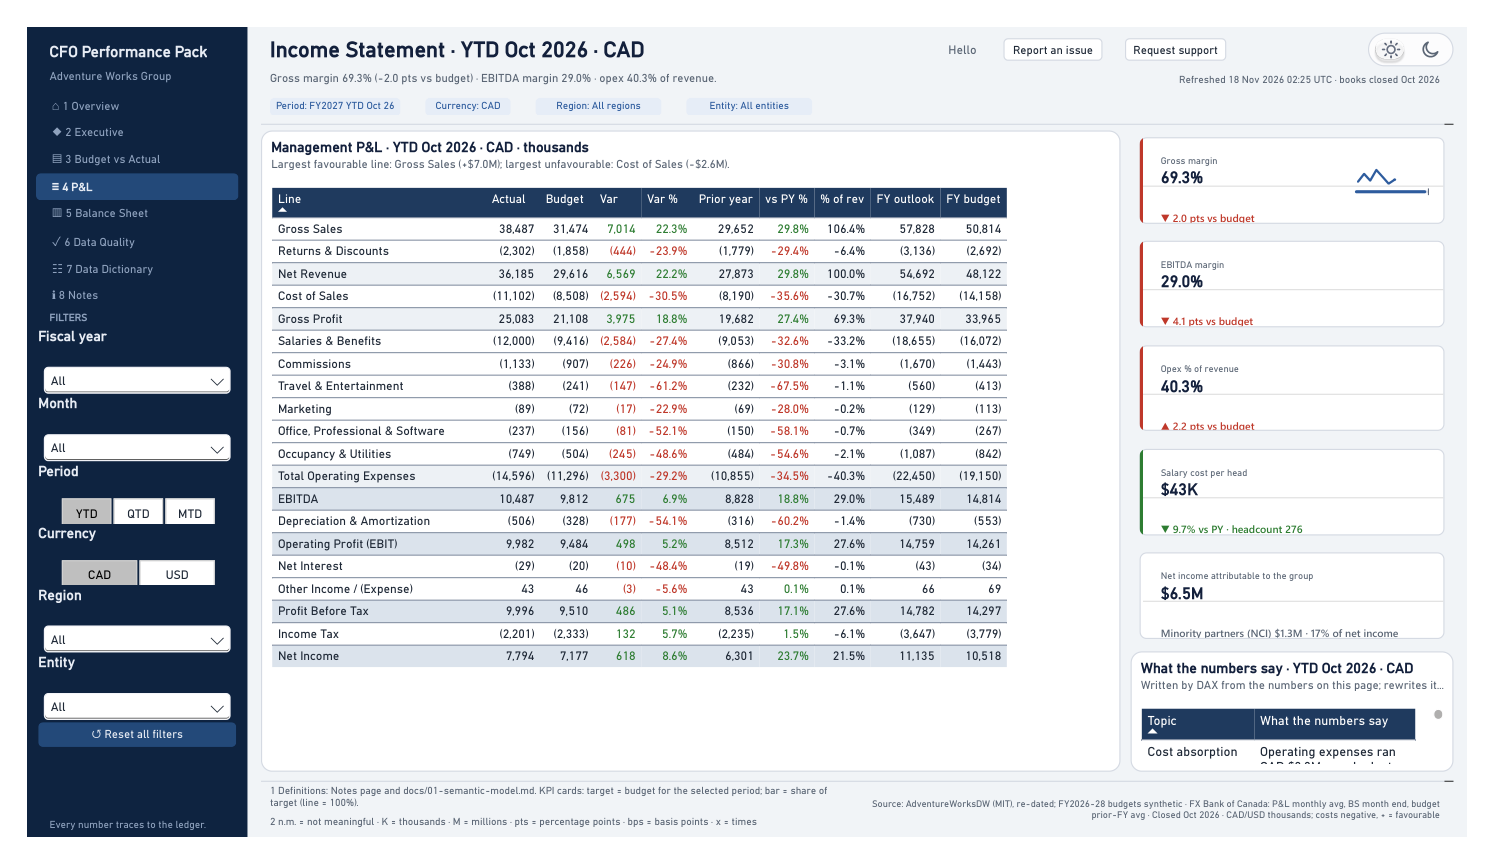 CFO Performance Pack
Adventure Works Group
⌂ 1 Overview
◆ 2 Executive
▤ 3 Budget vs Actual
≡ 4 P&L
▥ 5 Balance Sheet
✓ 6 Data Quality
☷ 7 Data Dictionary
ℹ 8 Notes
FILTERS
Fiscal year
All
Month
All
Period
YTD QTD MTD
Currency
CAD USD
Region
All
Entity
All
↺ Reset all filters
Every number traces to the ledger.
Income Statement · YTD Oct 2026 · CAD
Hello Report an issue Request support
Gross margin 69.3% (-2.0 pts vs budget) · EBITDA margin 29.0% · opex 40.3% of revenue.
Refreshed 18 Nov 2026 02:25 UTC · books closed Oct 2026
Period: FY2027 YTD Oct 26 Currency: CAD Region: All regions Entity: All entities
Management P&L · YTD Oct 2026 · CAD · thousands
Largest favourable line: Gross Sales (+$7.0M); largest unfavourable: Cost of Sales (-$2.6M).
Line Actual Budget Var Var % Prior year vs PY % % of rev FY outlook FY budget
Gross Sales 38,487 31,474 7,014 22.3% 29,652 29.8% 106.4% 57,828 50,814
Returns & Discounts (2,302) (1,858) (444) -23.9% (1,779) -29.4% -6.4% (3,136) (2,692)
Net Revenue 36,185 29,616 6,569 22.2% 27,873 29.8% 100.0% 54,692 48,122
Cost of Sales (11,102) (8,508) (2,594) -30.5% (8,190) -35.6% -30.7% (16,752) (14,158)
Gross Profit 25,083 21,108 3,975 18.8% 19,682 27.4% 69.3% 37,940 33,965
Salaries & Benefits (12,000) (9,416) (2,584) -27.4% (9,053) -32.6% -33.2% (18,655) (16,072)
Commissions (1,133) (907) (226) -24.9% (866) -30.8% -3.1% (1,670) (1,443)
Travel & Entertainment (388) (241) (147) -61.2% (232) -67.5% -1.1% (560) (413)
Marketing (89) (72) (17) -22.9% (69) -28.0% -0.2% (129) (113)
Office, Professional & Software (237) (156) (81) -52.1% (150) -58.1% -0.7% (349) (267)
Occupancy & Utilities (749) (504) (245) -48.6% (484) -54.6% -2.1% (1,087) (842)
Total Operating Expenses (14,596) (11,296) (3,300) -29.2% (10,855) -34.5% -40.3% (22,450) (19,150)
EBITDA 10,487 9,812 675 6.9% 8,828 18.8% 29.0% 15,489 14,814
Depreciation & Amortization (506) (328) (177) -54.1% (316) -60.2% -1.4% (730) (553)
Operating Profit (EBIT) 9,982 9,484 498 5.2% 8,512 17.3% 27.6% 14,759 14,261
Net Interest (29) (20) (10) -48.4% (19) -49.8% -0.1% (43) (34)
Other Income / (Expense) 43 46 (3) -5.6% 43 0.1% 0.1% 66 69
Profit Before Tax 9,996 9,510 486 5.1% 8,536 17.1% 27.6% 14,782 14,297
Income Tax (2,201) (2,333) 132 5.7% (2,235) 1.5% -6.1% (3,647) (3,779)
Net Income 7,794 7,177 618 8.6% 6,301 23.7% 21.5% 11,135 10,518
Gross margin
69.3%
▼ 2.0 pts vs budget
EBITDA margin
29.0%
▼ 4.1 pts vs budget
Opex % of revenue
40.3%
▲ 2.2 pts vs budget
Salary cost per head
$43K
▼ 9.7% vs PY · headcount 276
Net income attributable to the group
$6.5M
Minority partners (NCI) $1.3M · 17% of net income
What the numbers say · YTD Oct 2026 · CAD
Written by DAX from the numbers on this page; rewrites it...
Topic What the numbers say
Cost absorption Operating expenses ran
1 Definitions: Notes page and docs/01-semantic-model.md. KPI cards: target = budget for the selected period; bar = share of
target (line = 100%).
2 n.m. = not meaningful · K = thousands · M = millions · pts = percentage points · bps = basis points · x = times
Source: AdventureWorksDW (MIT), re-dated; FY2026-28 budgets synthetic · FX Bank of Canada: P&L monthly avg, BS month end, budget
prior-FY avg · Closed Oct 2026 · CAD/USD thousands; costs negative, + = favourable